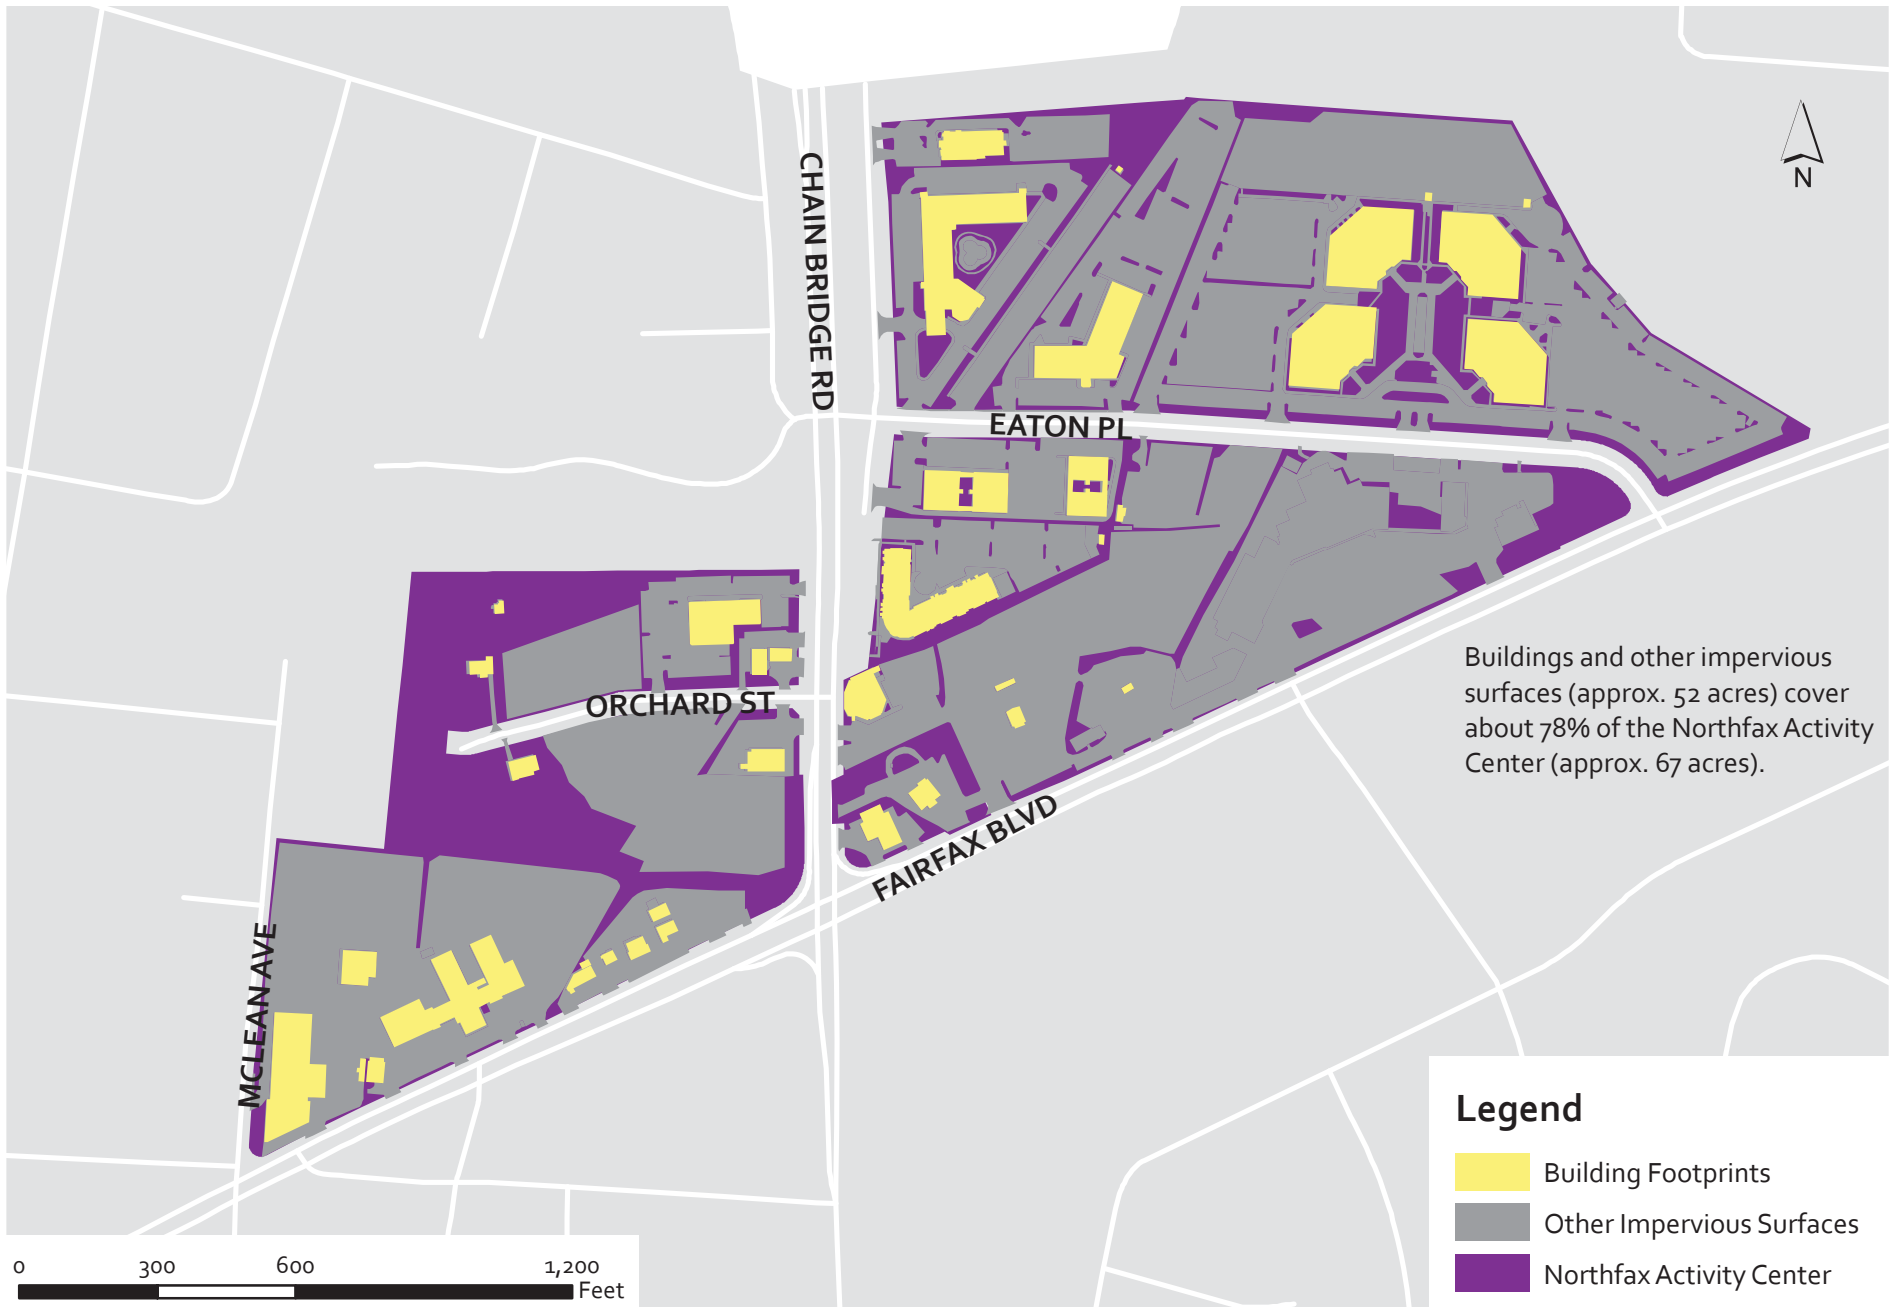 N
CHAIN BRIDGE RD
EATON PL
ORCHARD ST
FAIRFAX BLVD
MCLEAN AVE
Buildings and other impervious
surfaces (approx. 52 acres) cover
about 78% of the Northfax Activity
Center (approx. 67 acres).
Legend
Building Footprints
Other Impervious Surfaces
Northfax Activity Center
0 300 600 1,200
Feet